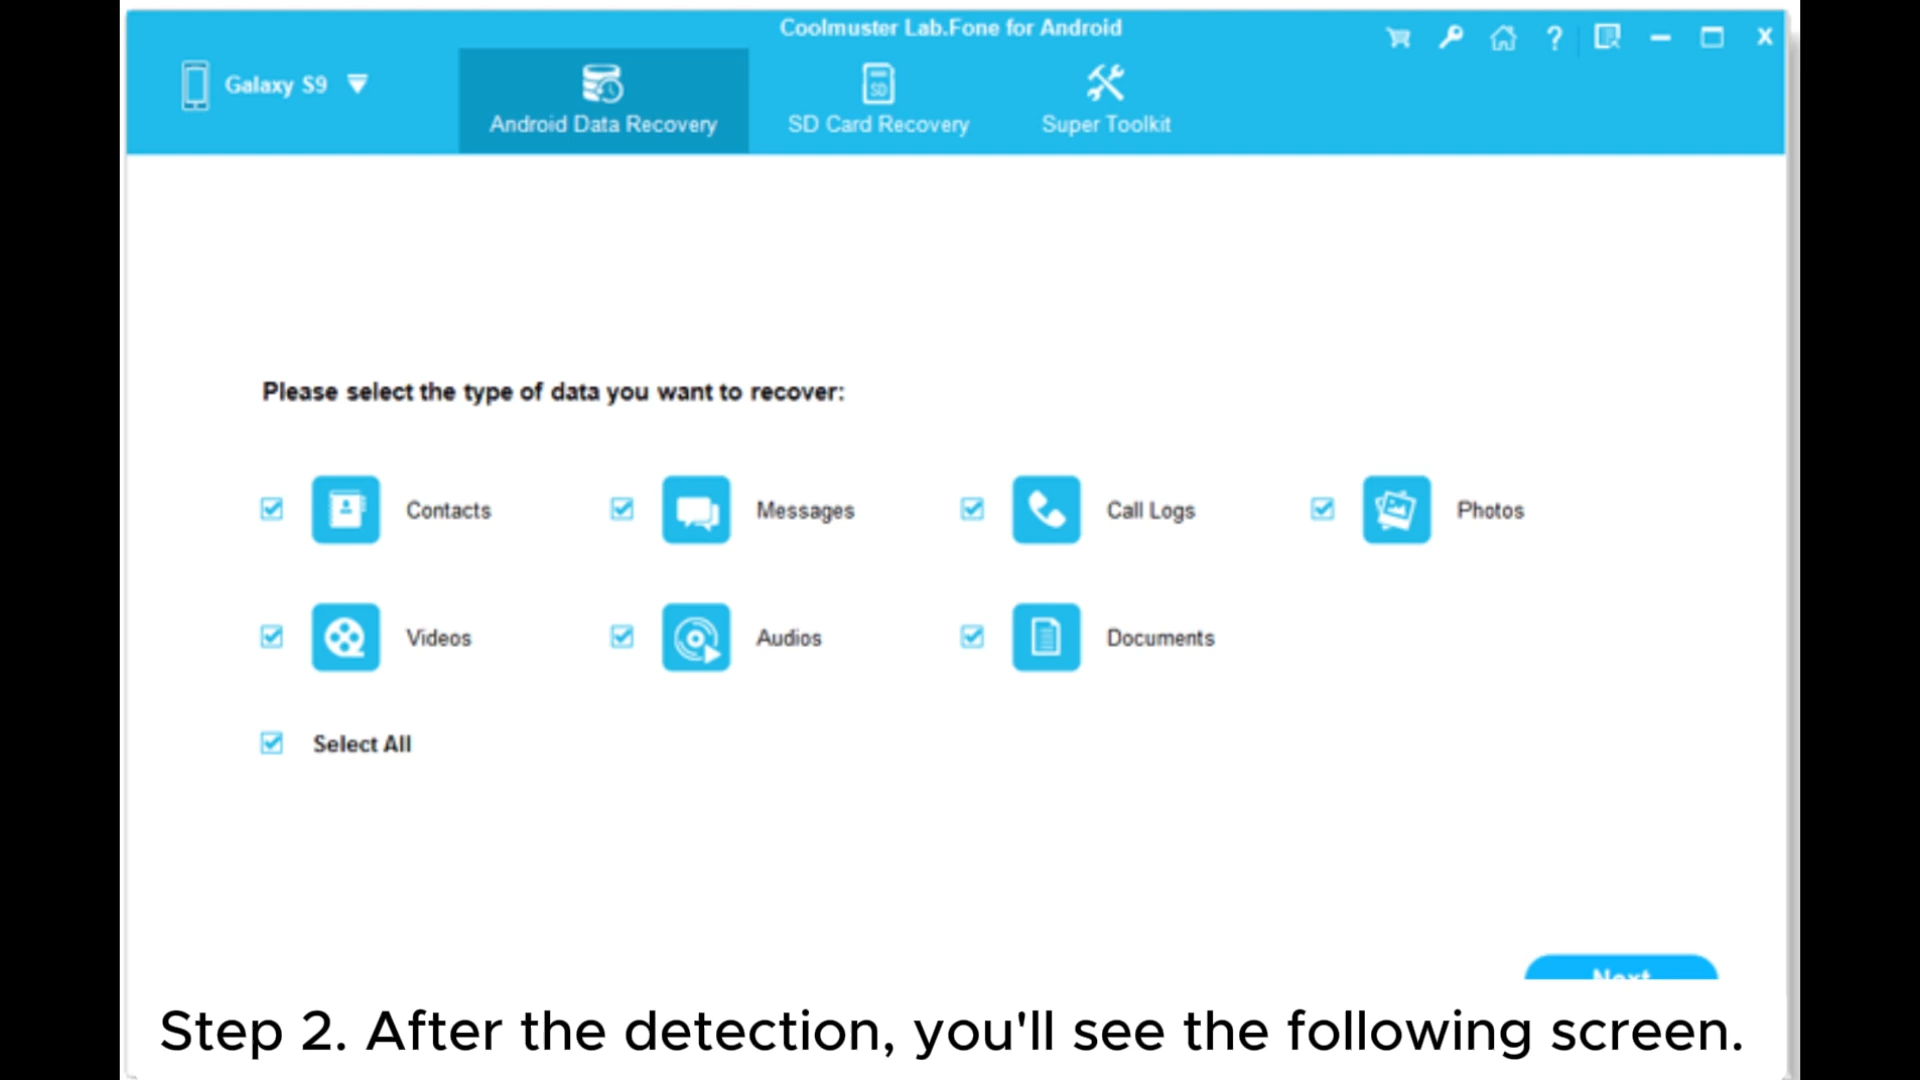 Coolmuster Lab.Fone for Android
Galaxy S9
Android Data Recovery
SD
SD Card Recovery
Super Toolkit
Please select the type of data you want to recover:
Contacts
Messages
Call Logs
Photos
Videos
Audios
Documents
Select All
Next
Step 2. After the detection, you'll see the following screen.